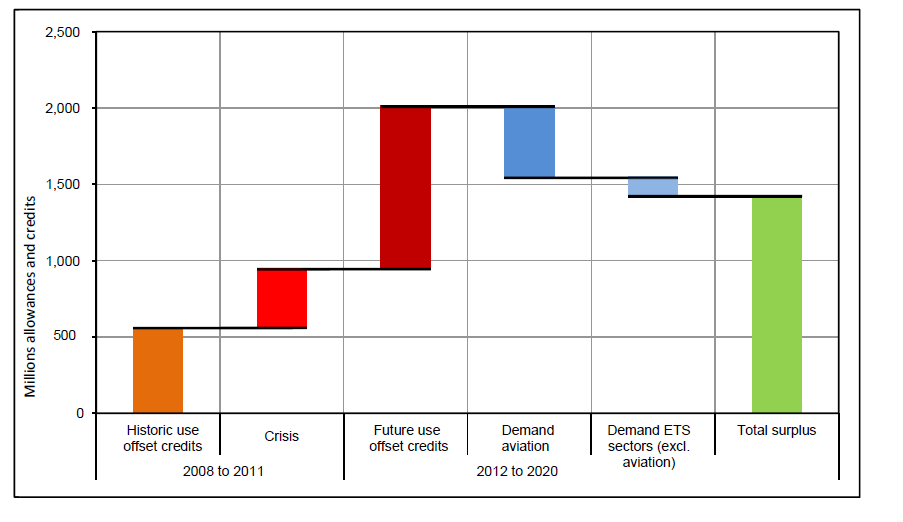 Millions allowances and credits
2,500
2,000
1,500
1,000
500
0
Historic use
offset credits
Crisis
Future use
offset credits
Demand
aviation
Demand ETS
sectors (excl.
aviation)
Total surplus
2008 to 2011
2012 to 2020